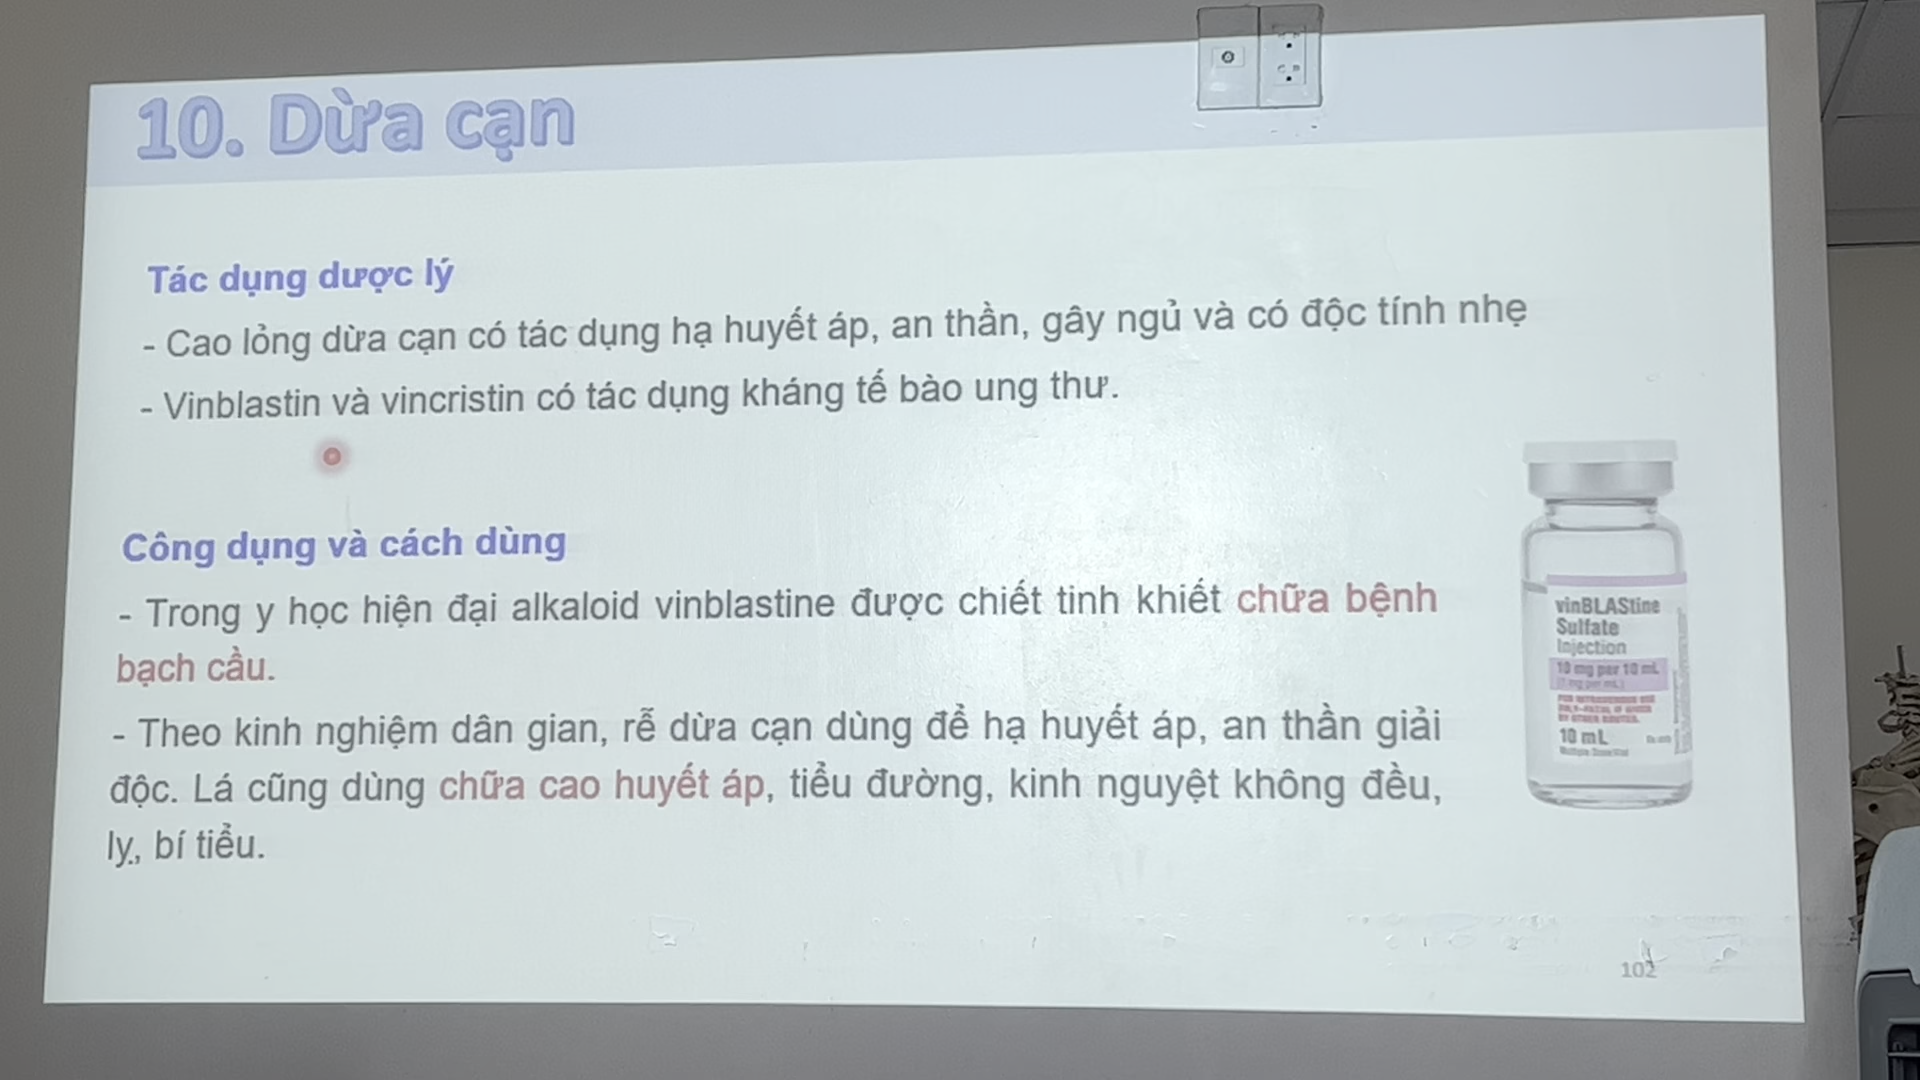 10. Dừa cạn
Tác dụng dược lý
- Cao lỏng dừa cạn có tác dụng hạ huyết áp, an thần, gây ngủ và có độc tính nhẹ
- Vinblastin và vincristin có tác dụng kháng tế bào ung thư.
Công dụng và cách dùng
- Trong y học hiện đại alkaloid vinblastine được chiết tinh khiết chữa bệnh
bạch cầu.
- Theo kinh nghiệm dân gian, rễ dừa cạn dùng để hạ huyết áp, an thần giải
độc. Lá cũng dùng chữa cao huyết áp, tiểu đường, kinh nguyệt không đều,
lỵ, bí tiểu.
vinBLAStine
Sulfate
Injection
10 mg per 10 mL
10 mL
102